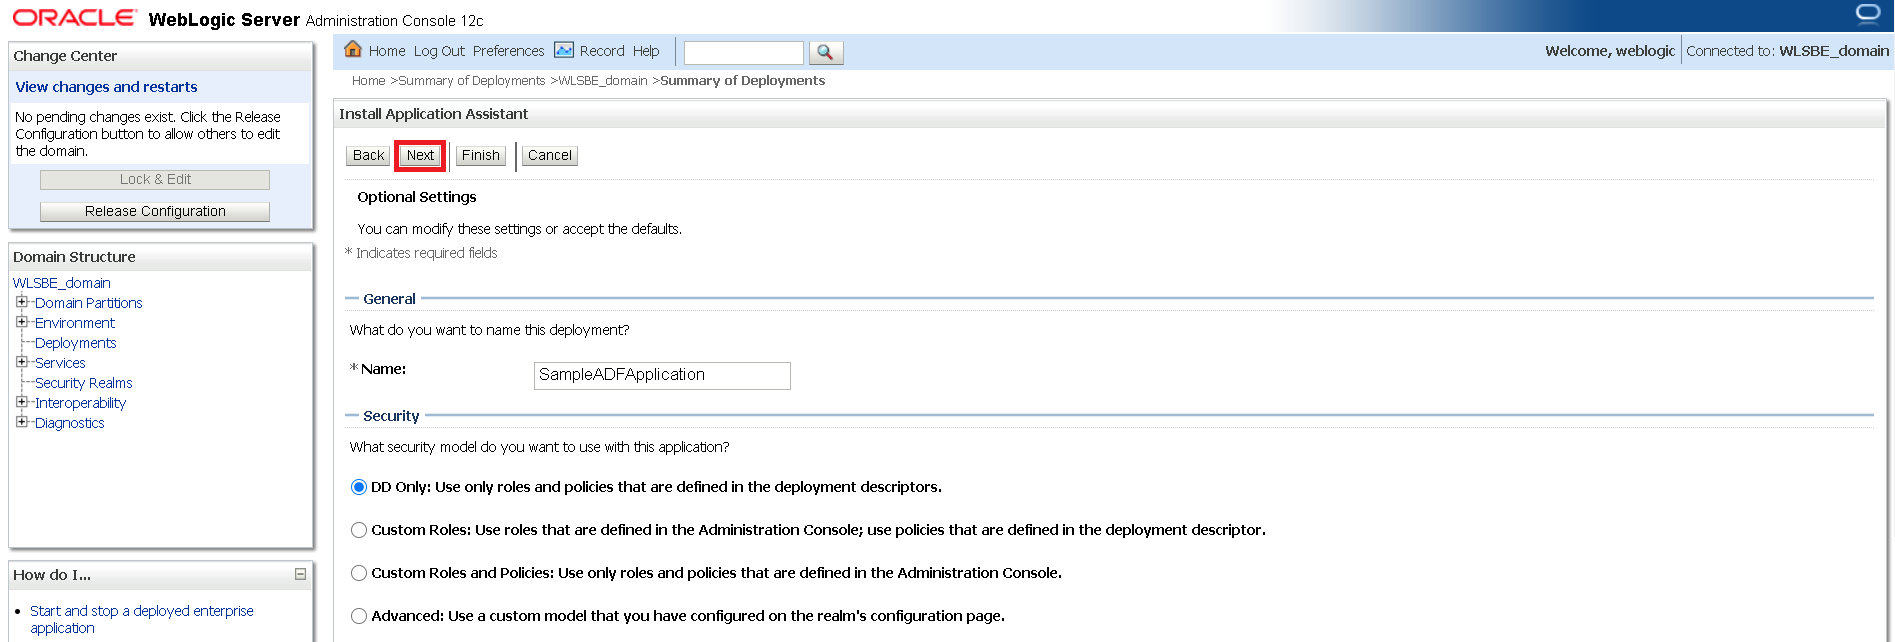 ORACLE WebLogic Server Administration Console 12c
Change Center
View changes and restarts
No pending changes exist. Click the Release
Configuration button to allow others to edit
the domain.
Lock & Edit
Release Configuration
Domain Structure
WLSBE_domain
Domain Partitions
Environment
Deployments
Services
Security Realms
Interoperability
Diagnostics
How do I...
Start and stop a deployed enterprise
application
Home Log Out Preferences Record Help
Welcome, weblogic Connected to: WLSBE_domain
Home >Summary of Deployments >WLSBE_domain >Summary of Deployments
Install Application Assistant
Back Next Finish Cancel
Optional Settings
You can modify these settings or accept the defaults.
* Indicates required fields
General
What do you want to name this deployment?
* Name: SampleADFApplication
Security
What security model do you want to use with this application?
DD Only: Use only roles and policies that are defined in the deployment descriptors.
Custom Roles: Use roles that are defined in the Administration Console; use policies that are defined in the deployment descriptor.
Custom Roles and Policies: Use only roles and policies that are defined in the Administration Console.
Advanced: Use a custom model that you have configured on the realm's configuration page.